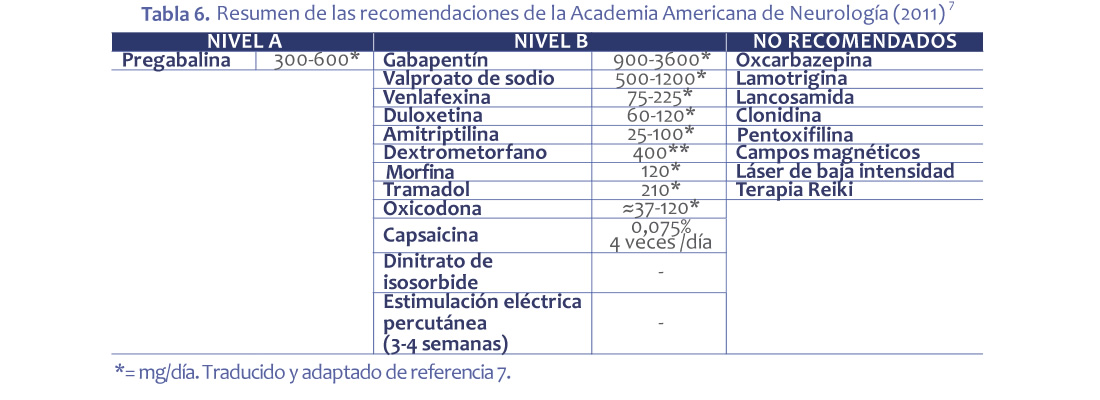 Tabla 6. Resumen de las recomendaciones de la Academia Americana de Neurología (2011) 7
NIVEL A NIVEL B NO RECOMENDADOS
Pregabalina 300-600* Gabapentín 900-3600* Oxcarbazepina
Valproato de sodio 500-1200* Lamotrigina
Venlafexina 75-225* Lancosamida
Duloxetina 60-120* Clonidina
Amitriptilina 25-100* Pentoxifilina
Dextrometorfano 400** Campos magnéticos
Morfina 120* Láser de baja intensidad
Tramadol 210* Terapia Reiki
Oxicodona ≈37-120*
Capsaicina 0,075%
4 veces /día
Dinitrato de
isosorbide -
Estimulación eléctrica
percutánea -
(3-4 semanas)
*= mg/día. Traducido y adaptado de referencia 7.